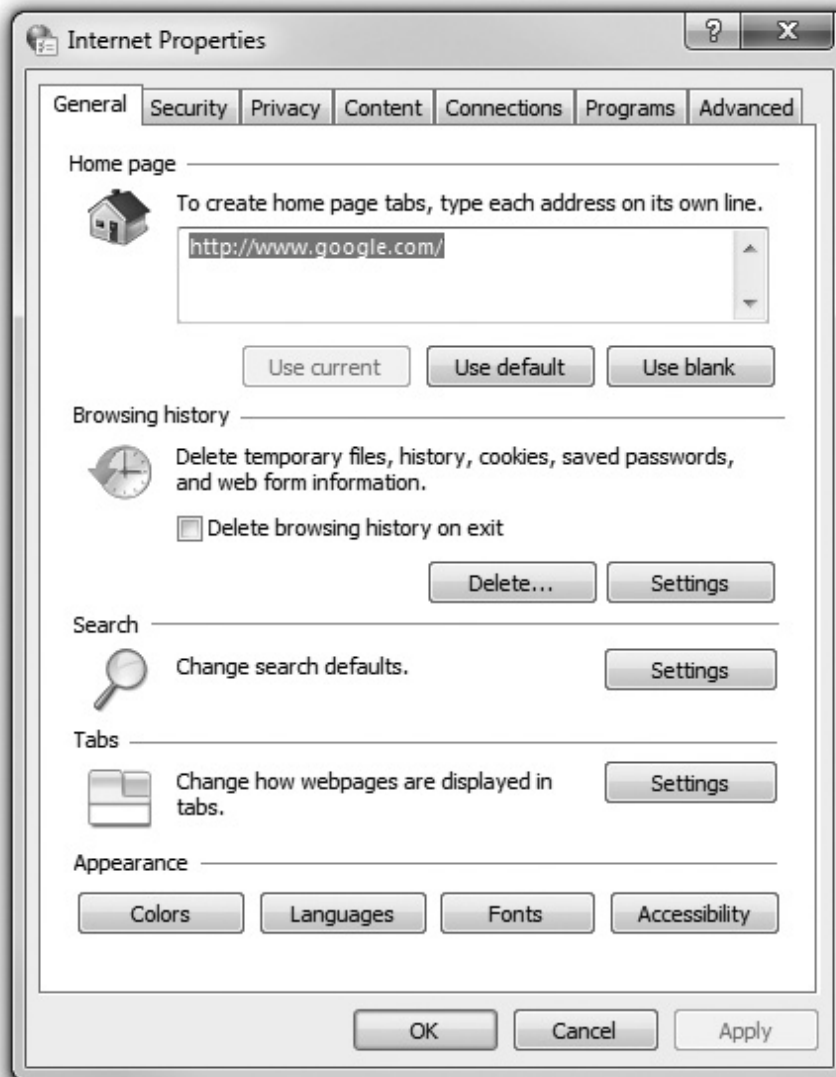 Internet Properties
General Security Privacy Content Connections Programs Advanced
Home page
To create home page tabs, type each address on its own line.
http://www.google.com/
Use current Use default Use blank
Browsing history
Delete temporary files, history, cookies, saved passwords,
and web form information.
Delete browsing history on exit
Delete... Settings
Search
Change search defaults. Settings
Tabs
Change how webpages are displayed in
tabs.
Settings
Appearance
Colors Languages Fonts Accessibility
OK Cancel Apply